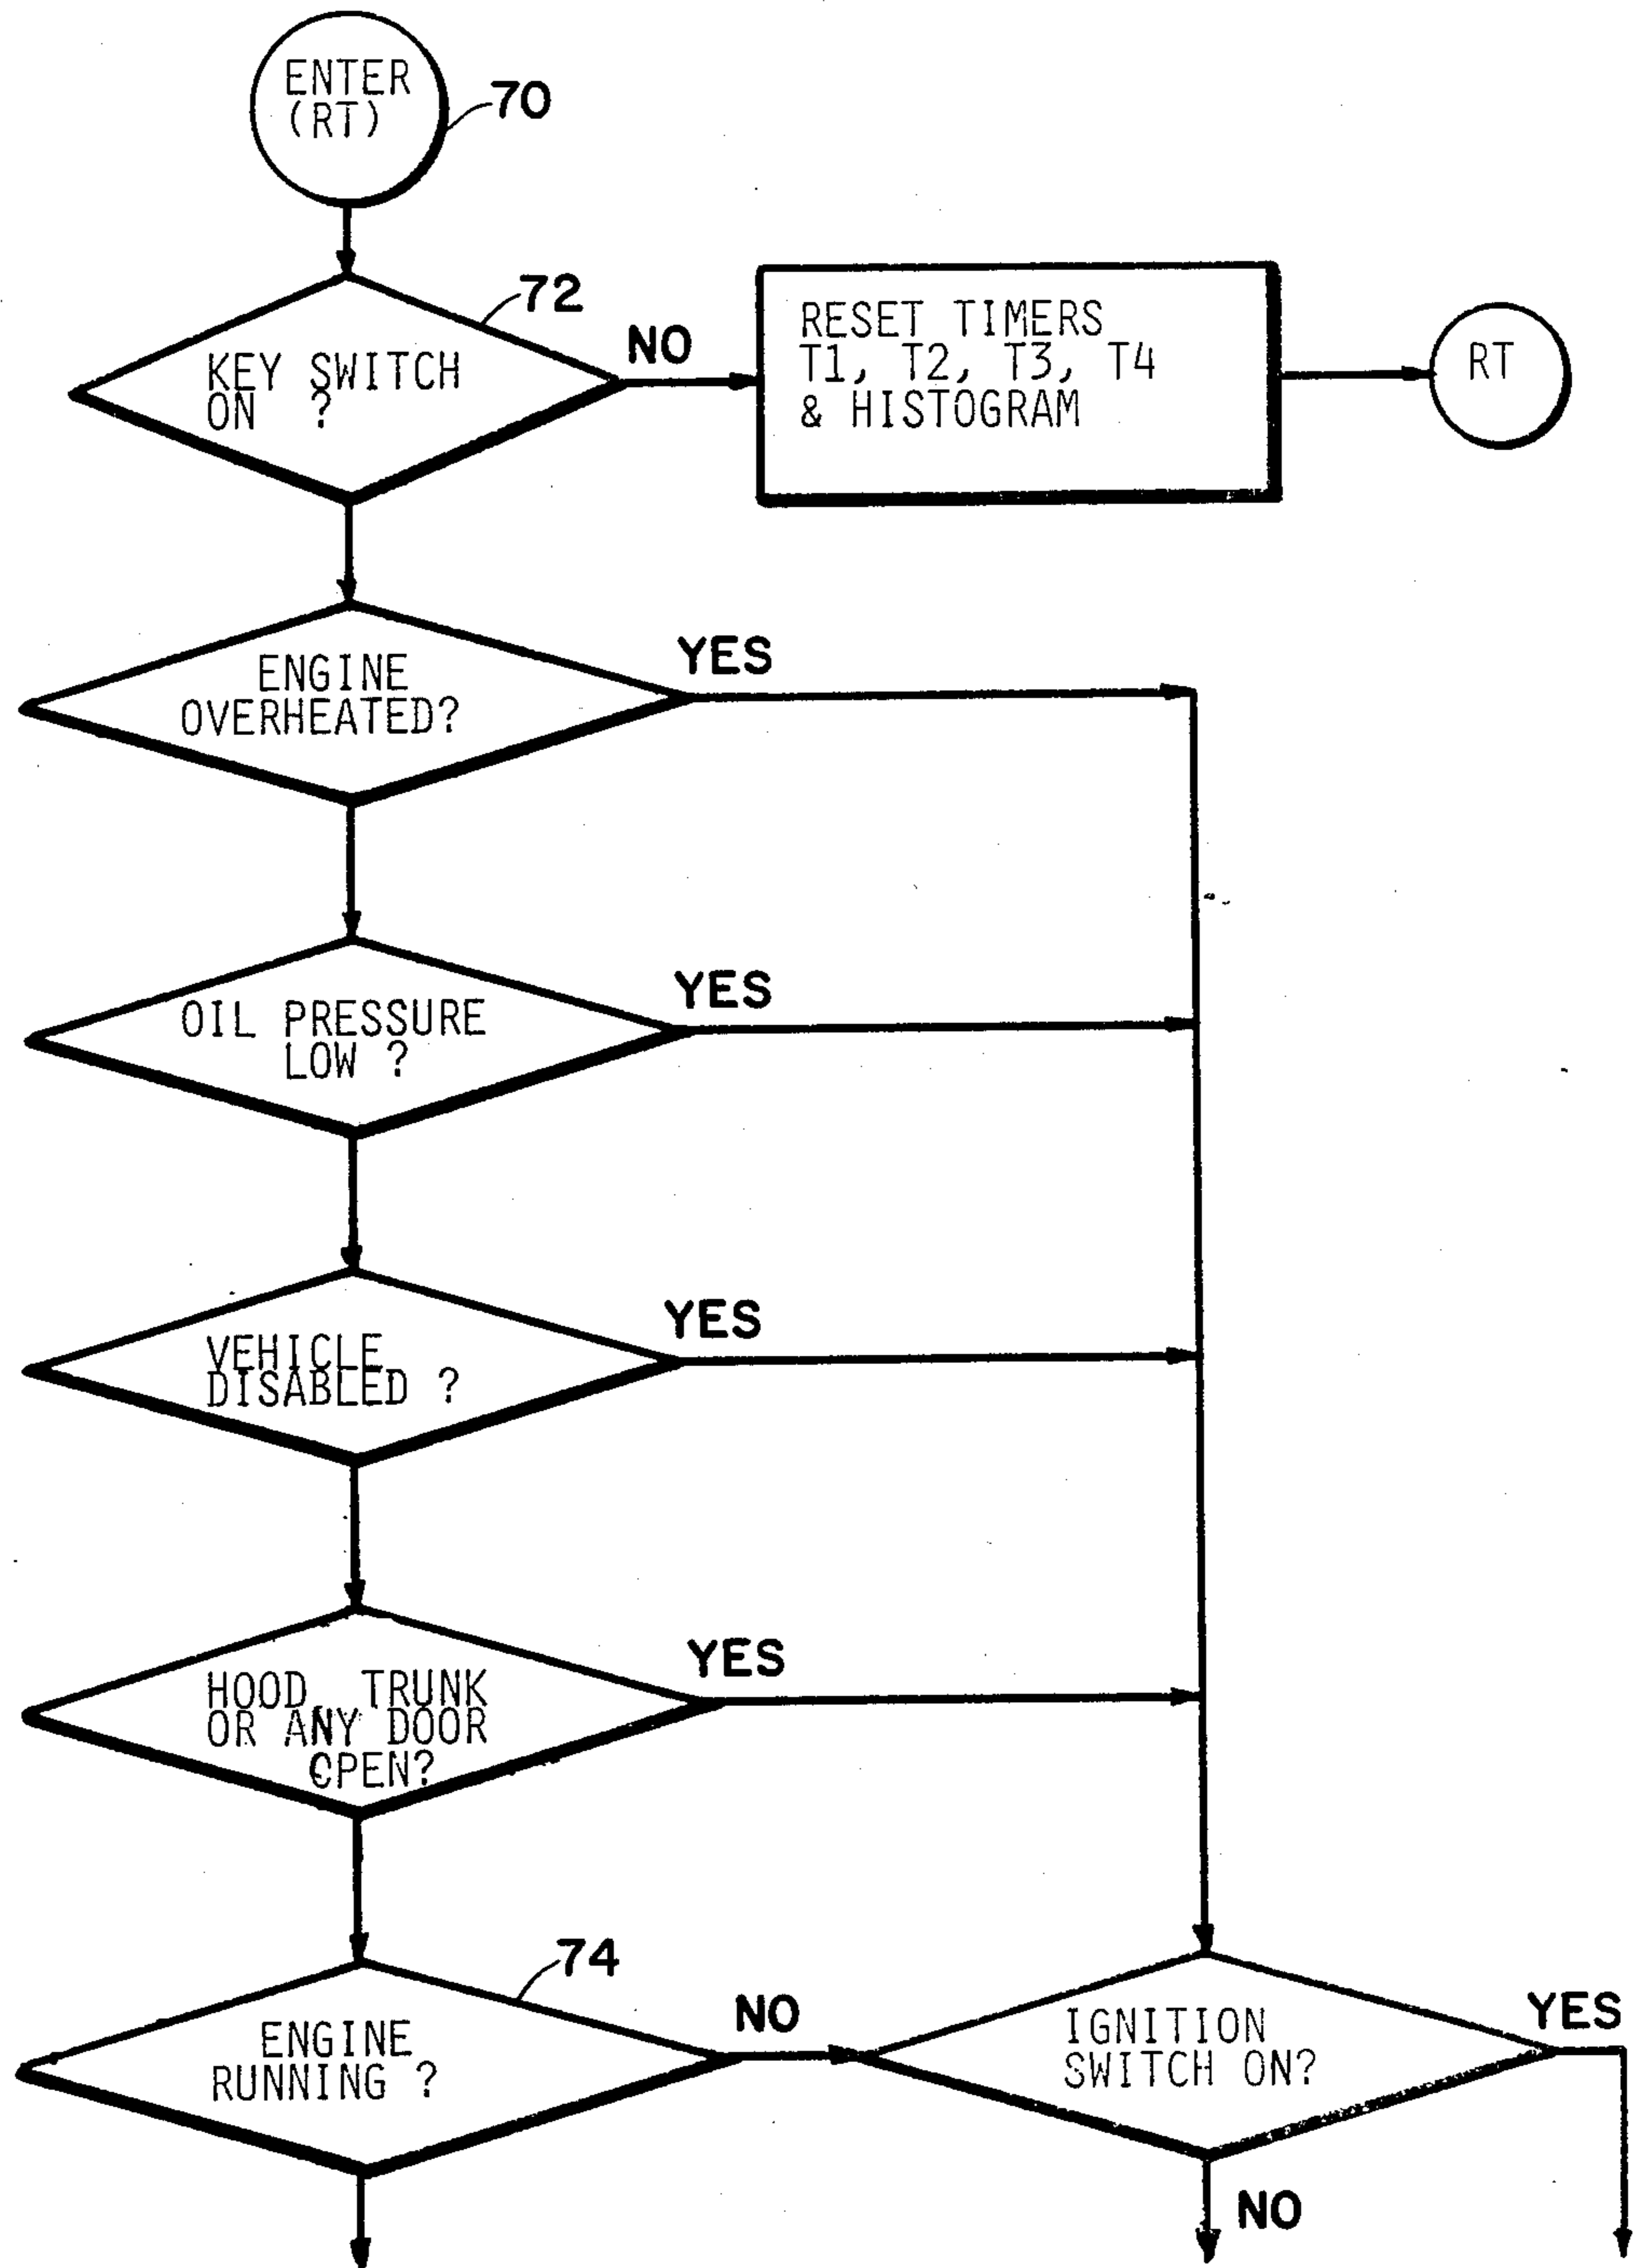 ENTER
(RT)
70
72
KEY SWITCH
ON ?
NO
RESET TIMERS
T1, T2, T3, T4
& HISTOGRAM
RT
ENGINE
OVERHEATED?
YES
OIL PRESSURE
LOW ?
YES
VEHICLE
DISABLED ?
YES
HOOD, TRUNK
OR ANY DOOR
OPEN?
YES
74
ENGINE
RUNNING ?
NO
IGNITION
SWITCH ON?
YES
NO